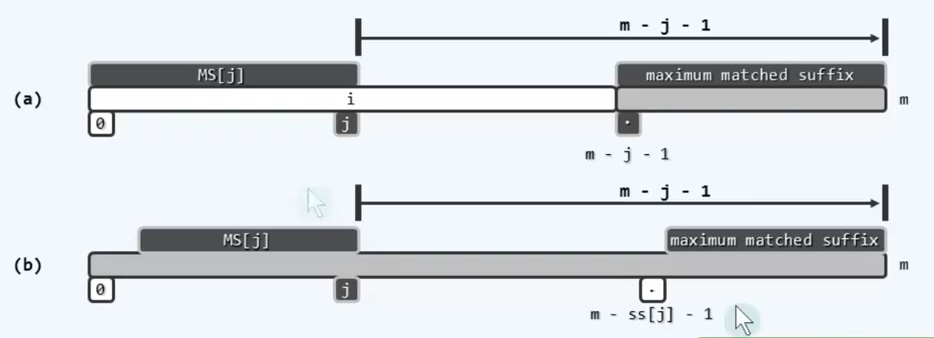 m - j - 1
MS[j]
maximum matched suffix
(a)
i
m
0
j
·
m - j - 1
m - j - 1
MS[j]
maximum matched suffix
(b)
m
0
j
·
m - ss[j] - 1